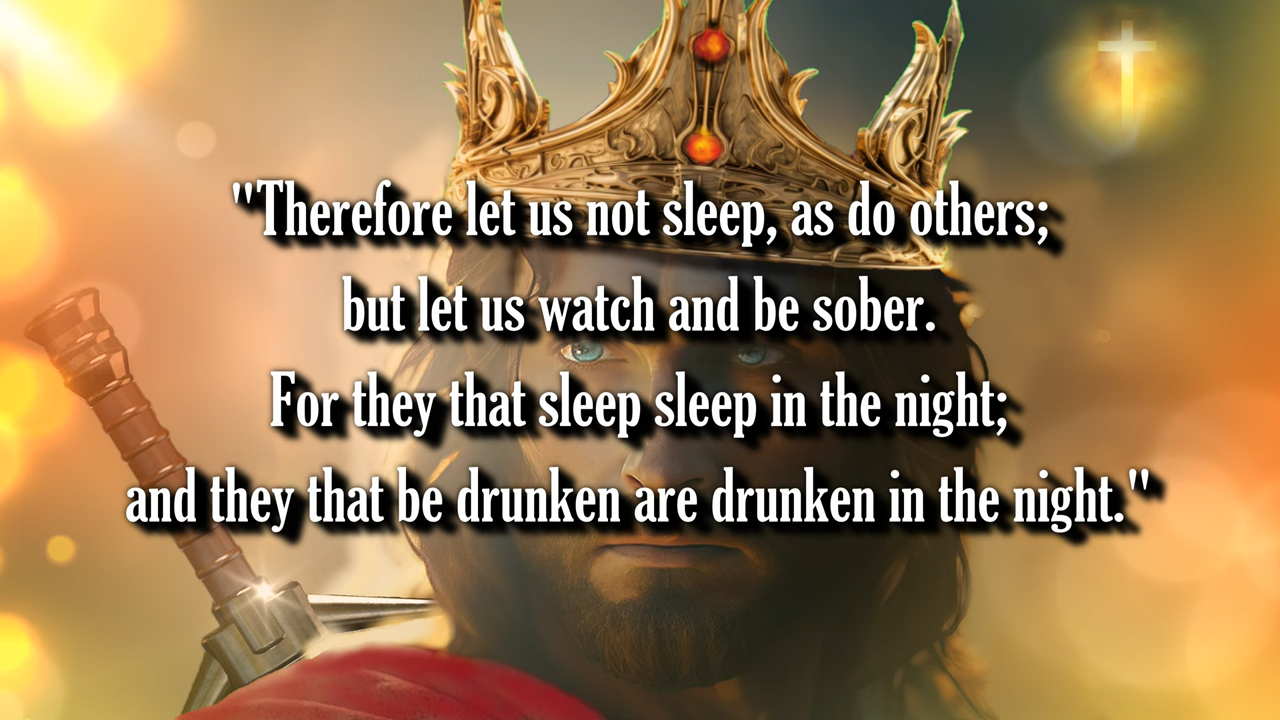 "Therefore let us not sleep, as do others;
but let us watch and be sober.
For they that sleep sleep in the night;
and they that be drunken are drunken in the night."